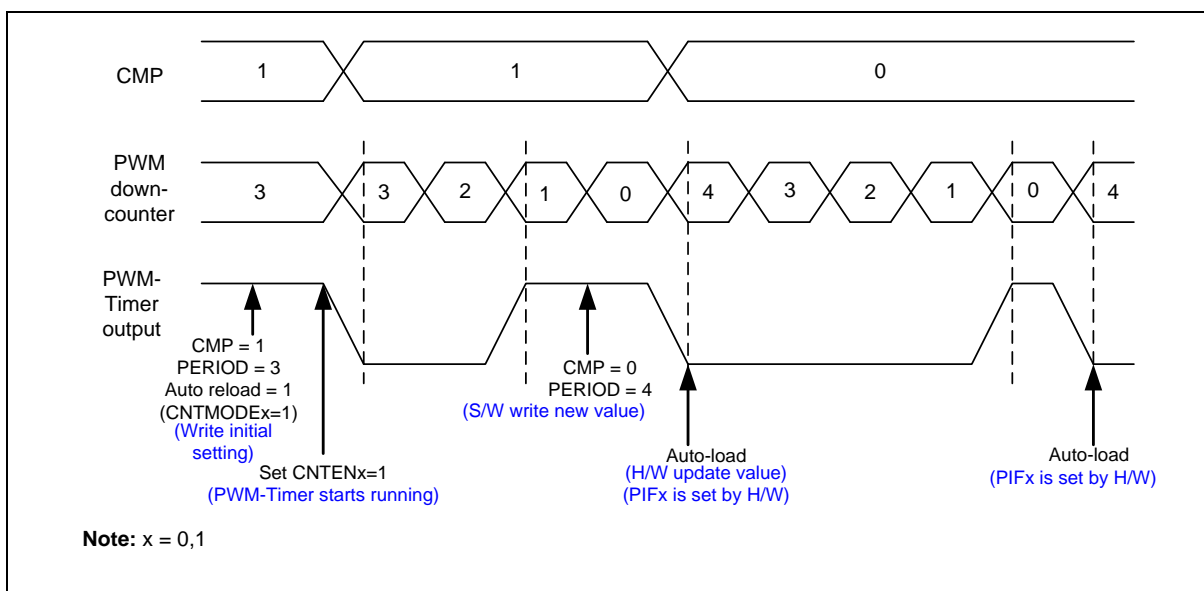 CMP
1
1
0
PWM
down-
counter
3
3
2
1
0
4
3
2
1
0
4
PWM-
Timer
output
CMP = 1
PERIOD = 3
Auto reload = 1
(CNTMODEx=1)
(Write initial
setting)
Set CNTENx=1
(PWM-Timer starts running)
CMP = 0
PERIOD = 4
(S/W write new value)
Auto-load
(H/W update value)
(PIFx is set by H/W)
Auto-load
(PIFx is set by H/W)
Note: x = 0,1